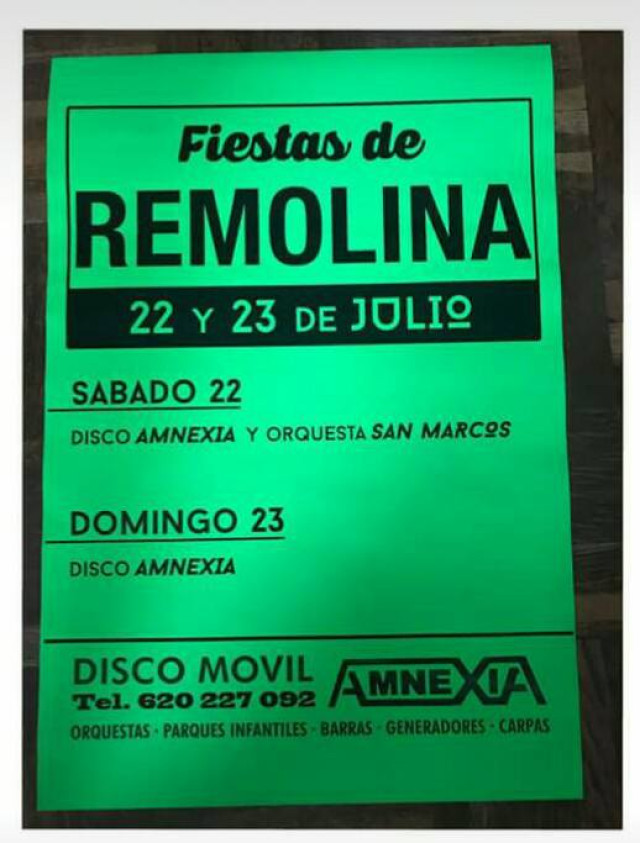 Fiestas de
REMOLINA
22 Y 23 DE JULIO
SABADO 22
DISCO AMNEXIA Y ORQUESTA SAN MARCOS
DOMINGO 23
DISCO AMNEXIA
DISCO MOVIL
Tel. 620 227 092
AMNEXIA
ORQUESTAS - PARQUES INFANTILES - BARRAS - GENERADORES - CARPAS